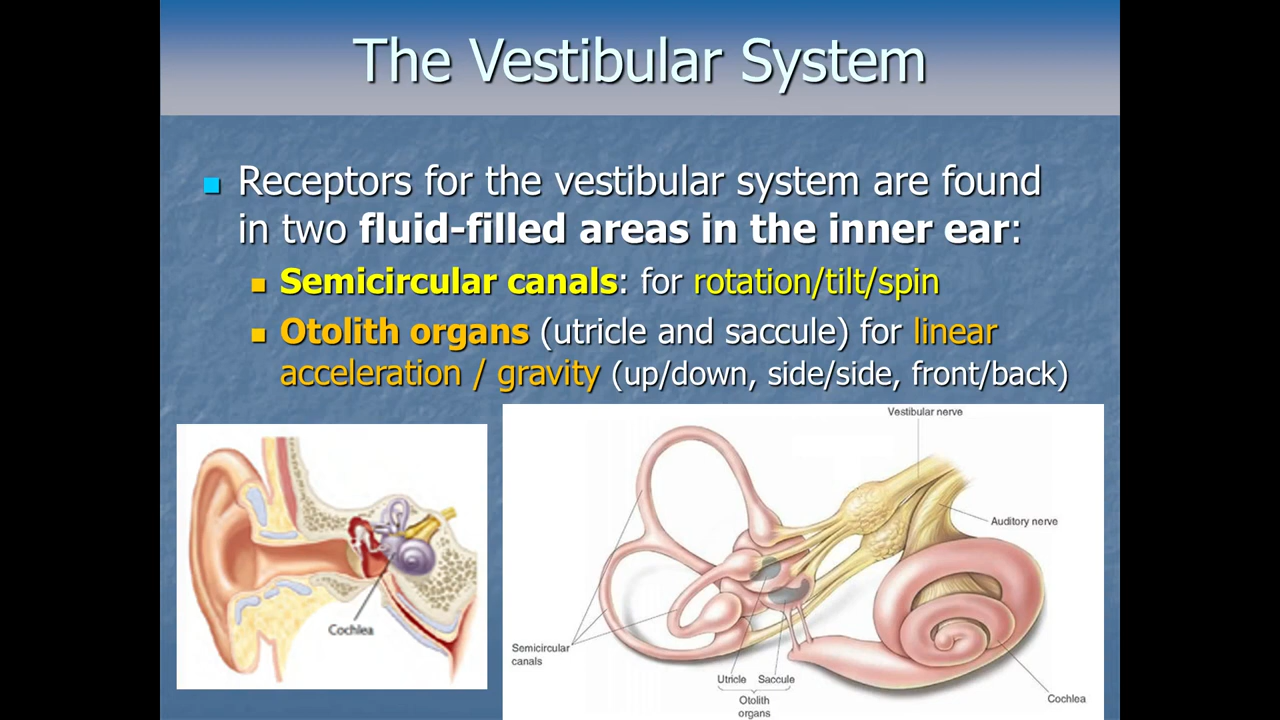 The Vestibular System
Receptors for the vestibular system are found
in two fluid-filled areas in the inner ear:
Semicircular canals: for rotation/tilt/spin
Otolith organs (utricle and saccule) for linear
acceleration / gravity (up/down, side/side, front/back)
Cochlea
Vestibular nerve
Auditory nerve
Semicircular
canals
Utricle Saccule
Otolith
organs
Cochlea